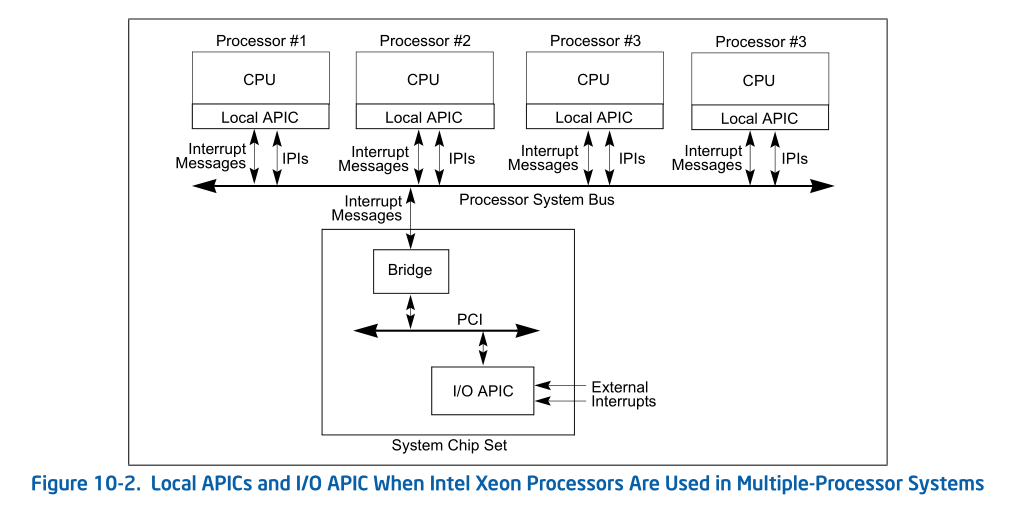 Processor #1
Processor #2
Processor #3
Processor #3
CPU
CPU
CPU
CPU
Local APIC
Local APIC
Local APIC
Local APIC
Interrupt
Messages
IPIs
Interrupt
Messages
IPIs
Interrupt
Messages
IPIs
Interrupt
Messages
IPIs
Processor System Bus
Interrupt
Messages
Bridge
PCI
I/O APIC
External
Interrupts
System Chip Set
Figure 10-2. Local APICs and I/O APIC When Intel Xeon Processors Are Used in Multiple-Processor Systems